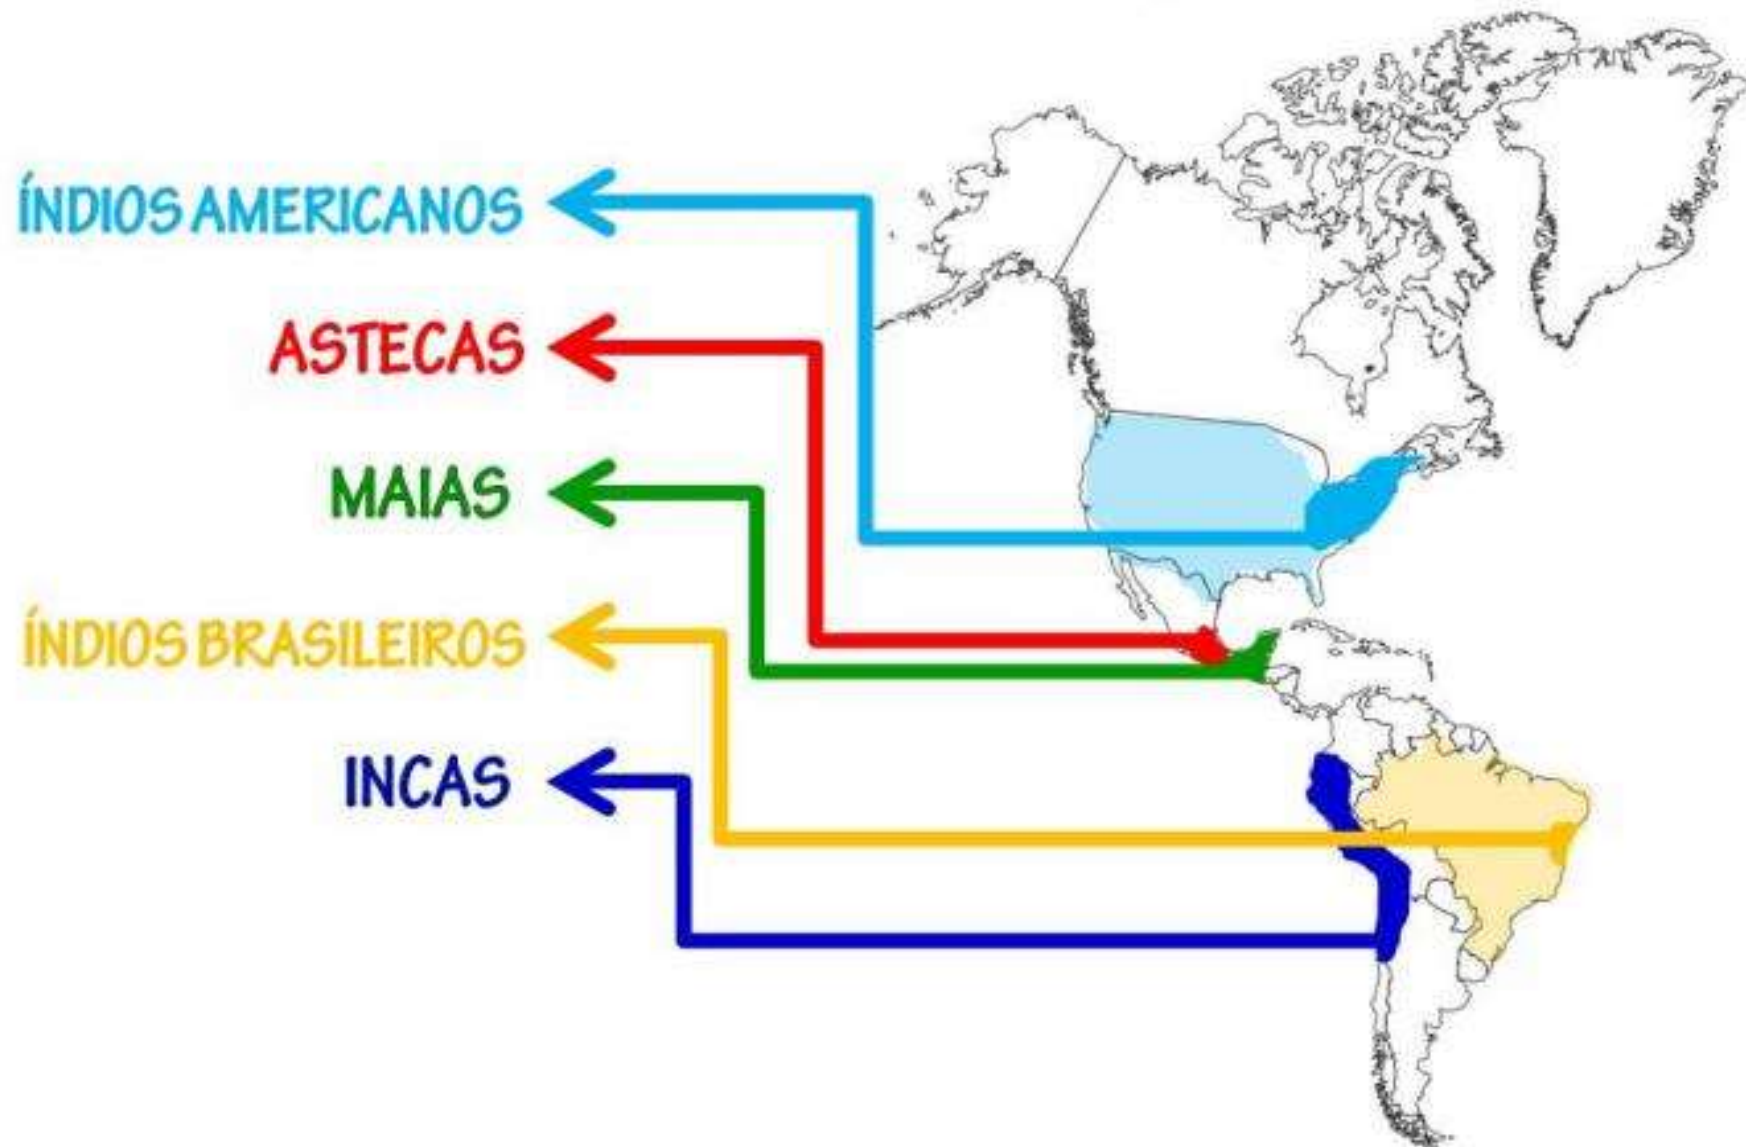 ÍNDIOS AMERICANOS
ASTECAS
MAIAS
ÍNDIOS BRASILEIROS
INCAS